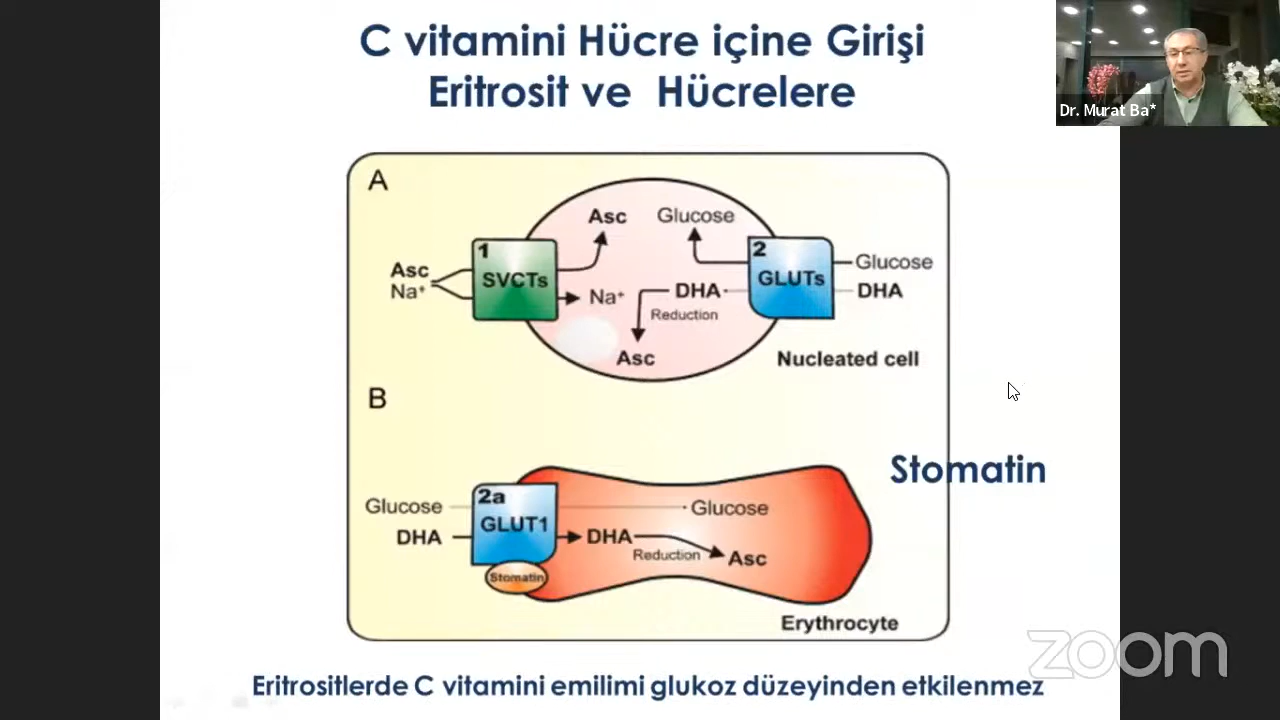 C vitamini Hücre içine Girişi
Eritrosit ve Hücrelere
Dr. Murat Ba*
A
Asc
Glucose
1
SVCTs
2
GLUTs
Asc
Na⁺
Glucose
DHA
Na⁺
DHA
Reduction
Asc
Nucleated cell
B
Stomatin
2a
GLUT1
Glucose
Glucose
DHA
DHA
Reduction
Asc
Stomatin
Erythrocyte
zoom
Eritrositlerde C vitamini emilimi glukoz düzeyinden etkilenmez